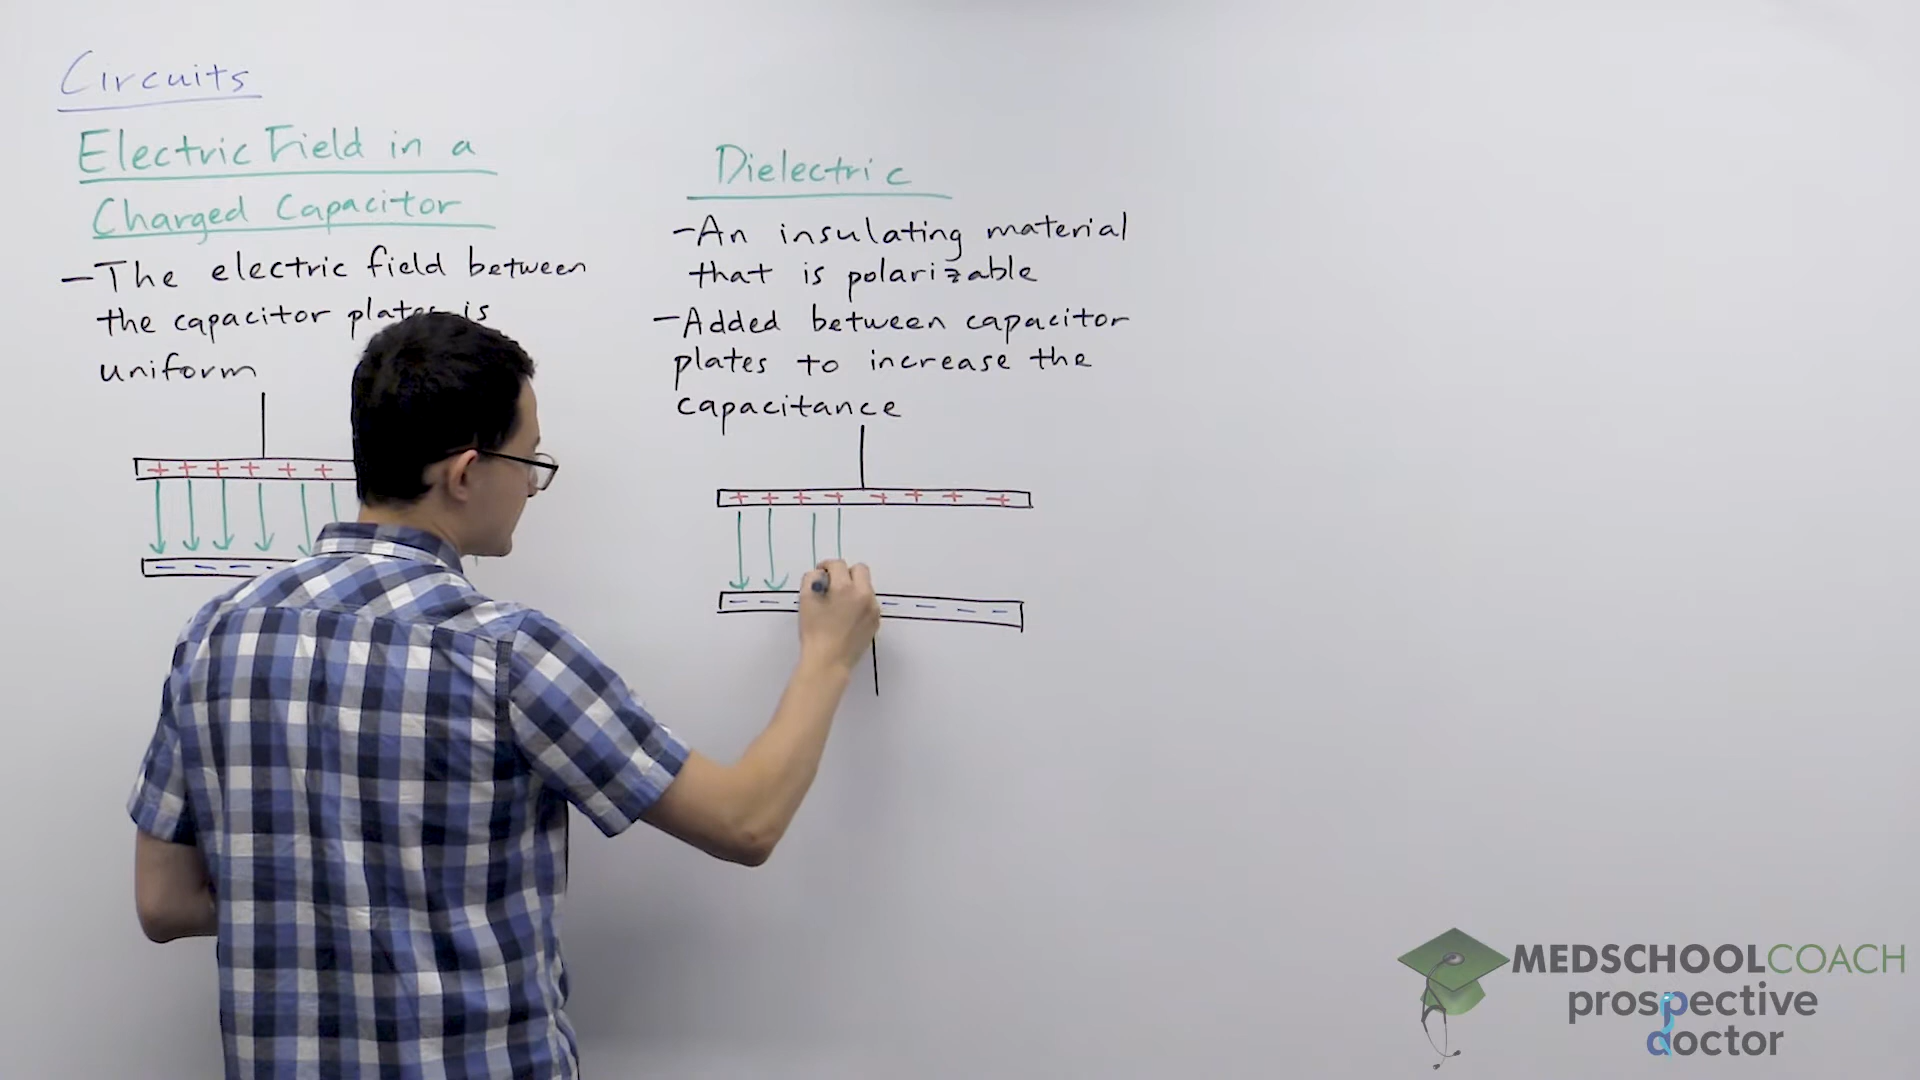 Circuits
Electric Field in a
Charged Capacitor
-The electric field between
the capacitor plates is
uniform
+ + + + + +
- - - -
Dielectric
-An insulating material
that is polarizable
-Added between capacitor
plates to increase the
capacitance
+ + + + + + + +
- - - - - -
MEDSCHOOLCOACH
prospective
doctor